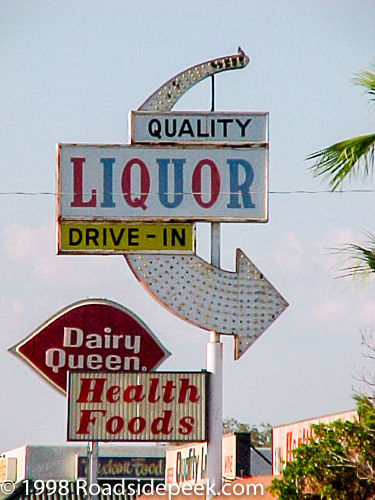 QUALITY
LIQUOR
DRIVE-IN
Dairy
Queen.
Health
Foods
© 1998 RoadsidePeek.com